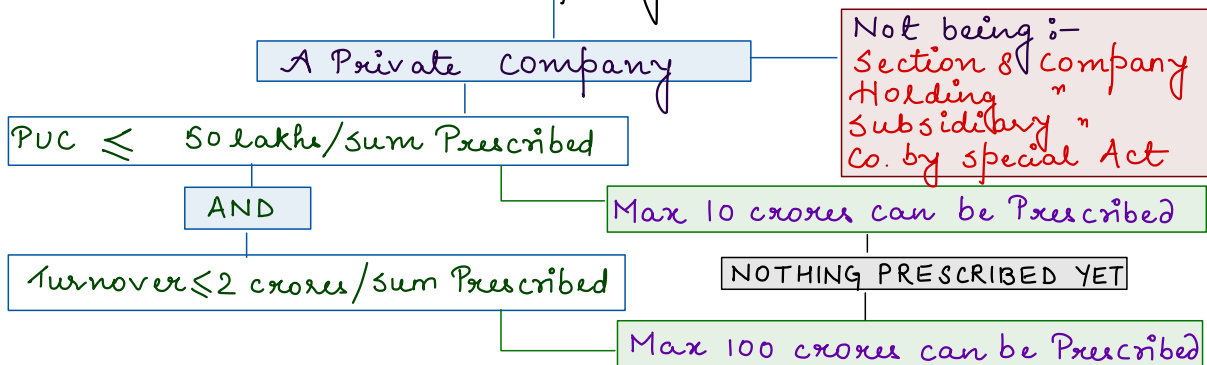 A Private Company
Not being :-
Section 8 Company
Holding "
Subsidiary "
Co. by special Act
PUC ≤ 50 lakhs/sum Prescribed
AND
Max 10 crores can be Prescribed
Turnover ≤ 2 crores/sum Prescribed
NOTHING PRESCRIBED YET
Max 100 crores can be Prescribed